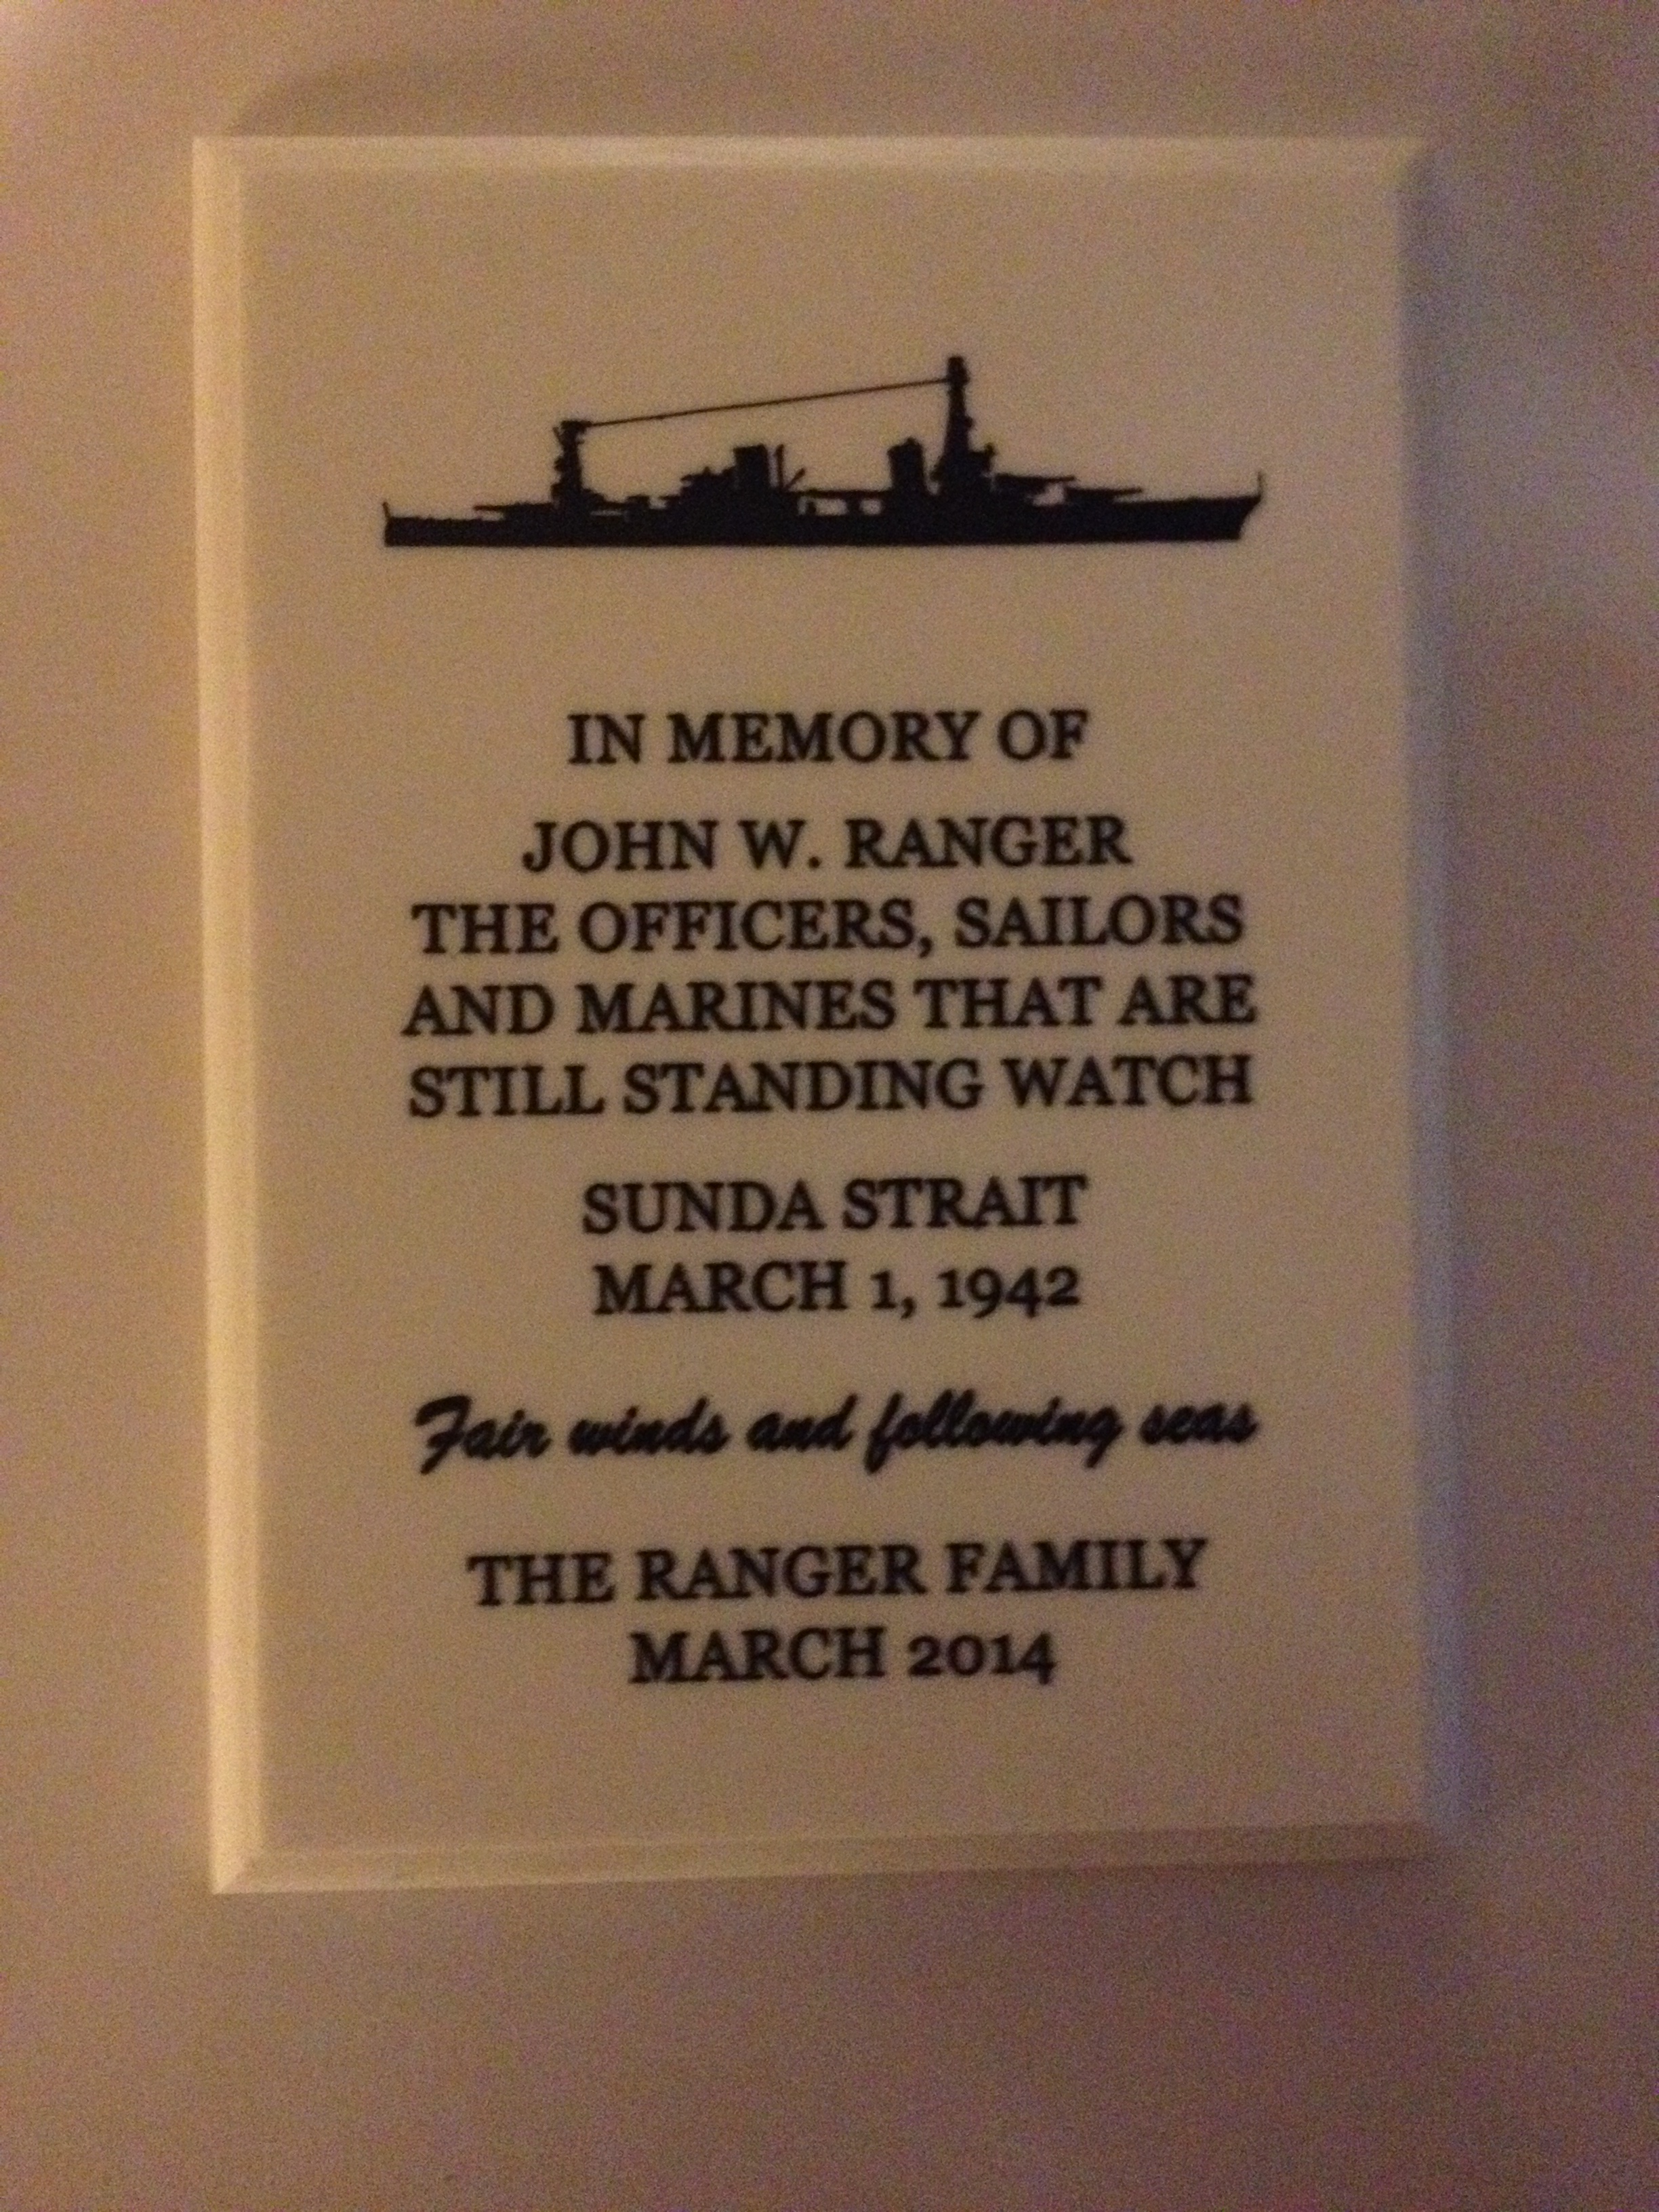 IN MEMORY OF
JOHN W. RANGER
THE OFFICERS, SAILORS
AND MARINES THAT ARE
STILL STANDING WATCH
SUNDA STRAIT
MARCH 1, 1942
Fair winds and following seas
THE RANGER FAMILY
MARCH 2014